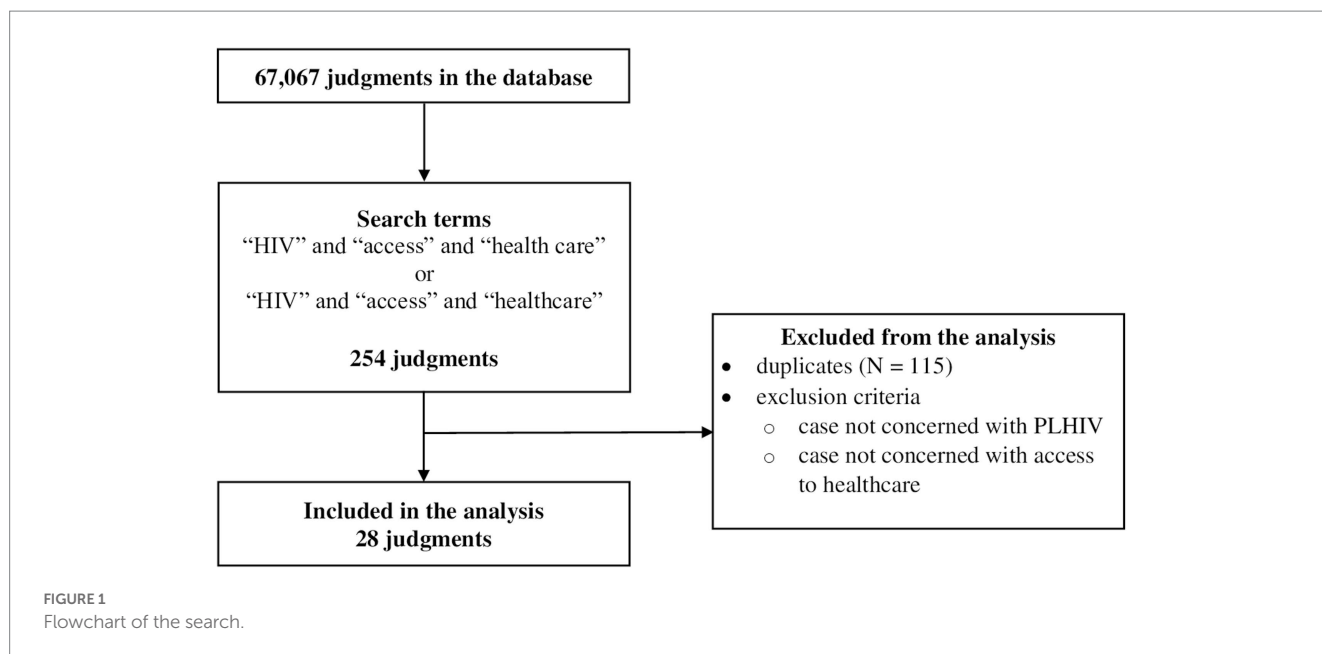 67,067 judgments in the database
Search terms
“HIV” and “access” and “health care”
or
“HIV” and “access” and “healthcare”
254 judgments
Excluded from the analysis
• duplicates (N = 115)
• exclusion criteria
○ case not concerned with PLHIV
○ case not concerned with access
to healthcare
Included in the analysis
28 judgments
FIGURE 1
Flowchart of the search.